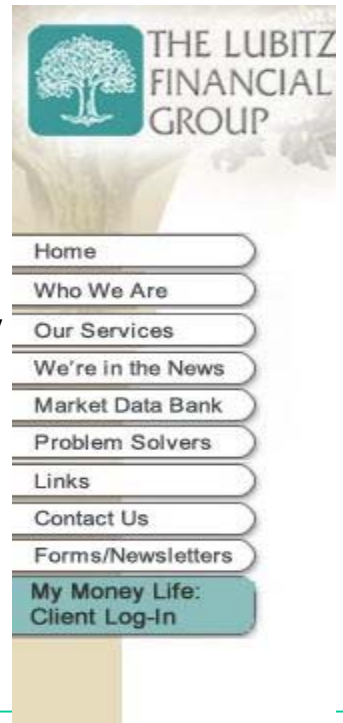 THE LUBITZ
FINANCIAL
GROUP
Home
Who We Are
Our Services
We're in the News
Market Data Bank
Problem Solvers
Links
Contact Us
Forms/Newsletters
My Money Life:
Client Log-In